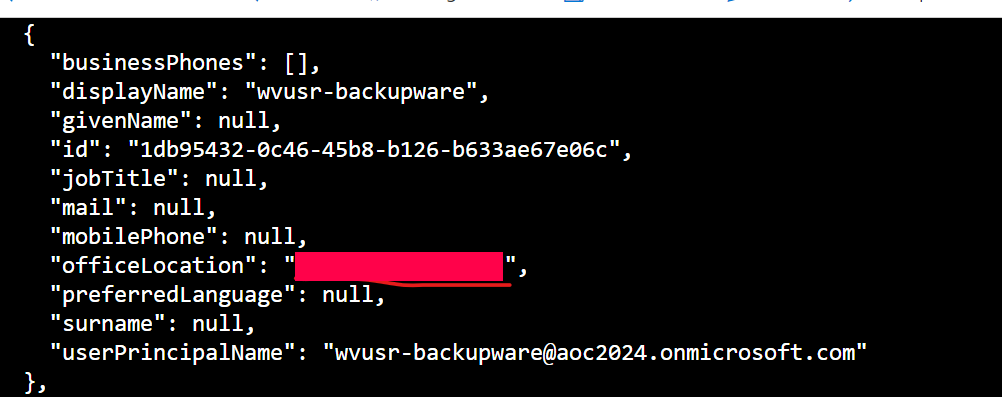 {
"businessPhones": [],
"displayName": "wvusr-backupware",
"givenName": null,
"id": "1db95432-0c46-45b8-b126-b633ae67e06c",
"jobTitle": null,
"mail": null,
"mobilePhone": null,
"officeLocation": "",
"preferredLanguage": null,
"surname": null,
"userPrincipalName": "wvusr-backupware@aoc2024.onmicrosoft.com"
},